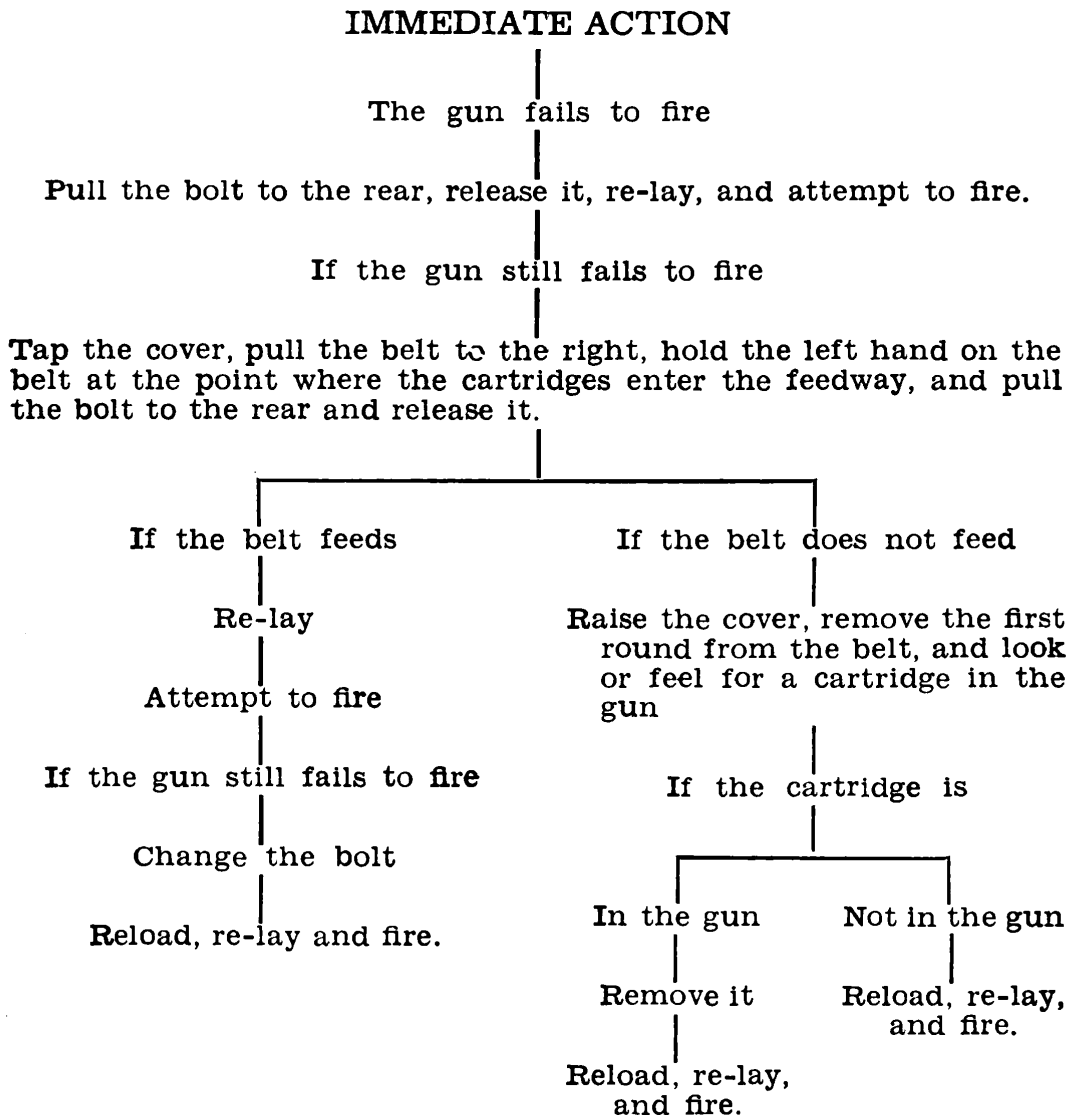 IMMEDIATE ACTION
The gun fails to fire
Pull the bolt to the rear, release it, re-lay, and attempt to fire.
If the gun still fails to fire
Tap the cover, pull the belt to the right, hold the left hand on the
belt at the point where the cartridges enter the feedway, and pull
the bolt to the rear and release it.
If the belt feeds
Re-lay
Attempt to fire
If the gun still fails to fire
Change the bolt
Reload, re-lay and fire.
If the belt does not feed
Raise the cover, remove the first
round from the belt, and look
or feel for a cartridge in the
gun
If the cartridge is
In the gun
Remove it
Reload, re-lay,
and fire.
Not in the gun
Reload, re-lay,
and fire.